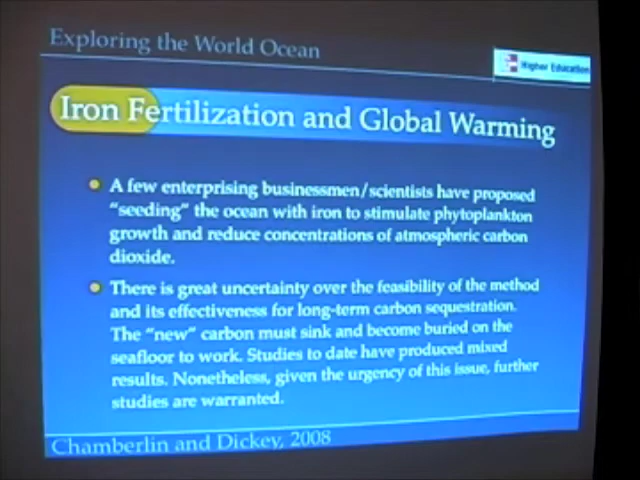 Exploring the World Ocean
Higher Education
Iron Fertilization and Global Warming
A few enterprising businessmen/scientists have proposed
"seeding" the ocean with iron to stimulate phytoplankton
growth and reduce concentrations of atmospheric carbon
dioxide.
There is great uncertainty over the feasibility of the method
and its effectiveness for long-term carbon sequestration.
The "new" carbon must sink and become buried on the
seafloor to work. Studies to date have produced mixed
results. Nonetheless, given the urgency of this issue, further
studies are warranted.
Chamberlin and Dickey, 2008